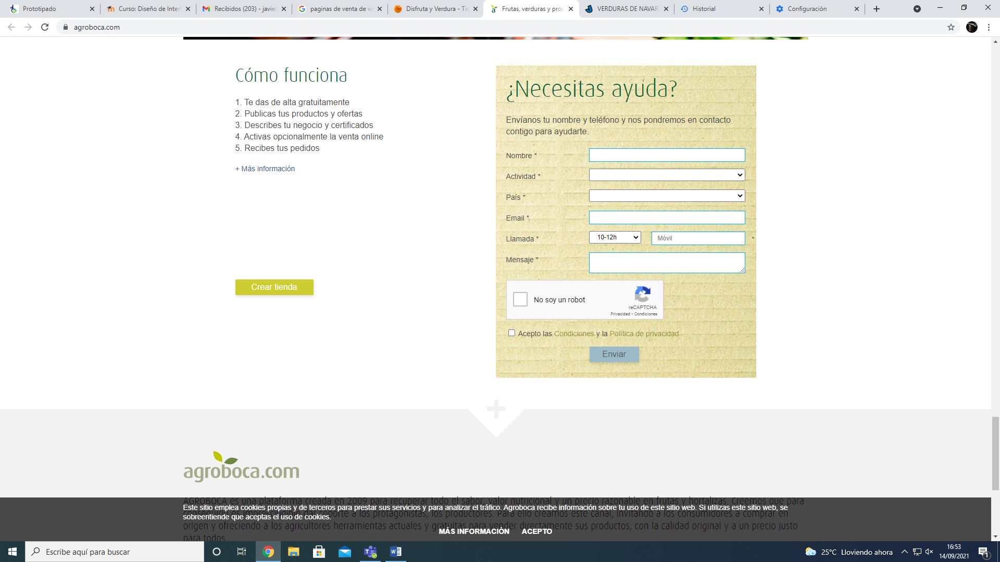 Prototipado
Curso: Diseño de Inter
Recibidos (203) - javie
paginas de venta de ve
Disfruta y Verdura - Tie
Frutas, verduras y proc
VERDURAS DE NAVAR
Historial
Configuración
agroboca.com
Cómo funciona
1. Te das de alta gratuitamente
2. Publicas tus productos y ofertas
3. Describes tu negocio y certificados
4. Activas opcionalmente la venta online
5. Recibes tus pedidos
+ Más información
Crear tienda
¿Necesitas ayuda?
Envíanos tu nombre y teléfono y nos pondremos en contacto
contigo para ayudarte.
Nombre *
Actividad *
País *
Email *
Llamada * 10-12h Móvil
Mensaje *
No soy un robot
reCAPTCHA
Privacidad - Condiciones
Acepto las Condiciones y la Política de privacidad
Enviar
agroboca.com
AGROBOCA es una plataforma creada en 2009 para recuperar todo el sabor, valor nutricional y un precio razonable en frutas y hortalizas. Creemos que para
Este sitio emplea cookies propias y de terceros para prestar sus servicios y para analizar el tráfico. Agroboca recibe información sobre tu uso de este sitio web. Si utilizas este sitio web, se
conseguirlo es imprescindible dar soporte a los protagonistas, los productores. Para ello creamos este canal, invitando a los consumidores a comprar en
sobreentiende que aceptas el uso de cookies.
origen y ofreciendo a los agricultores herramientas actuales y gratuitas para vender directamente sus productos, con la calidad original y a un precio justo
MÁS INFORMACIÓN ACEPTO
para todos.
Escribe aquí para buscar
25°C Lloviendo ahora
16:53
14/09/2021
1